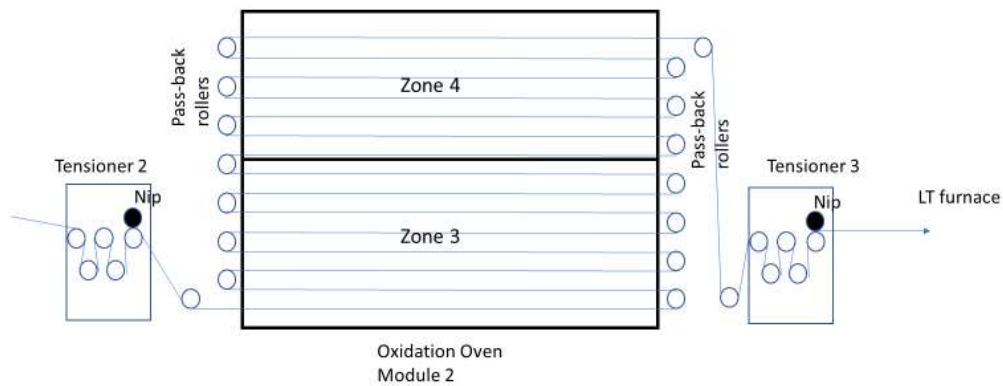 Zone 4
Pass-back
rollers
Pass-back
rollers
Tensioner 2
Tensioner 3
Nip
Nip
LT furnace
Zone 3
Oxidation Oven
Module 2